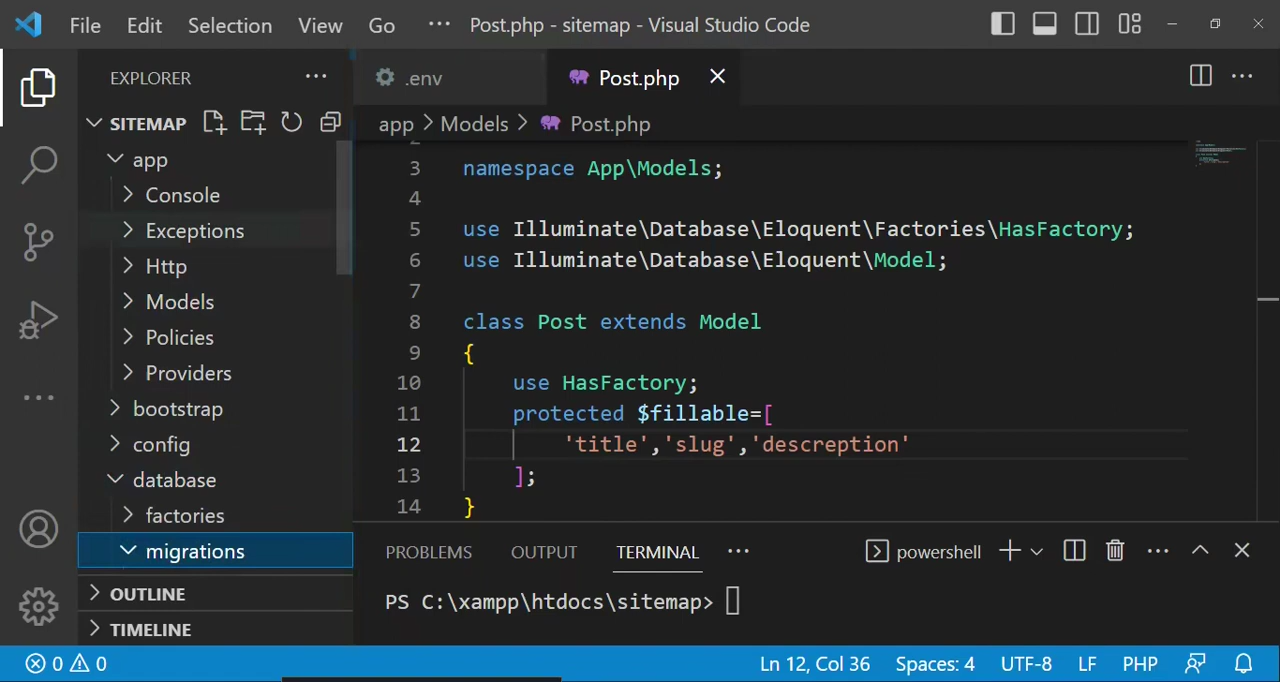 File Edit Selection View Go ··· Post.php - sitemap - Visual Studio Code
EXPLORER ···
.env Post.php
SITEMAP
app > Models > Post.php
app
Console
Exceptions
Http
Models
Policies
Providers
bootstrap
config
database
factories
migrations
OUTLINE
TIMELINE
3 namespace App\Models;
4
5 use Illuminate\Database\Eloquent\Factories\HasFactory;
6 use Illuminate\Database\Eloquent\Model;
7
8 class Post extends Model
9 {
10 use HasFactory;
11 protected $fillable=[
12 'title','slug','descreption'
13 ];
14 }
PROBLEMS OUTPUT TERMINAL ··· powershell
PS C:\xampp\htdocs\sitemap>
0 0 Ln 12, Col 36 Spaces: 4 UTF-8 LF PHP